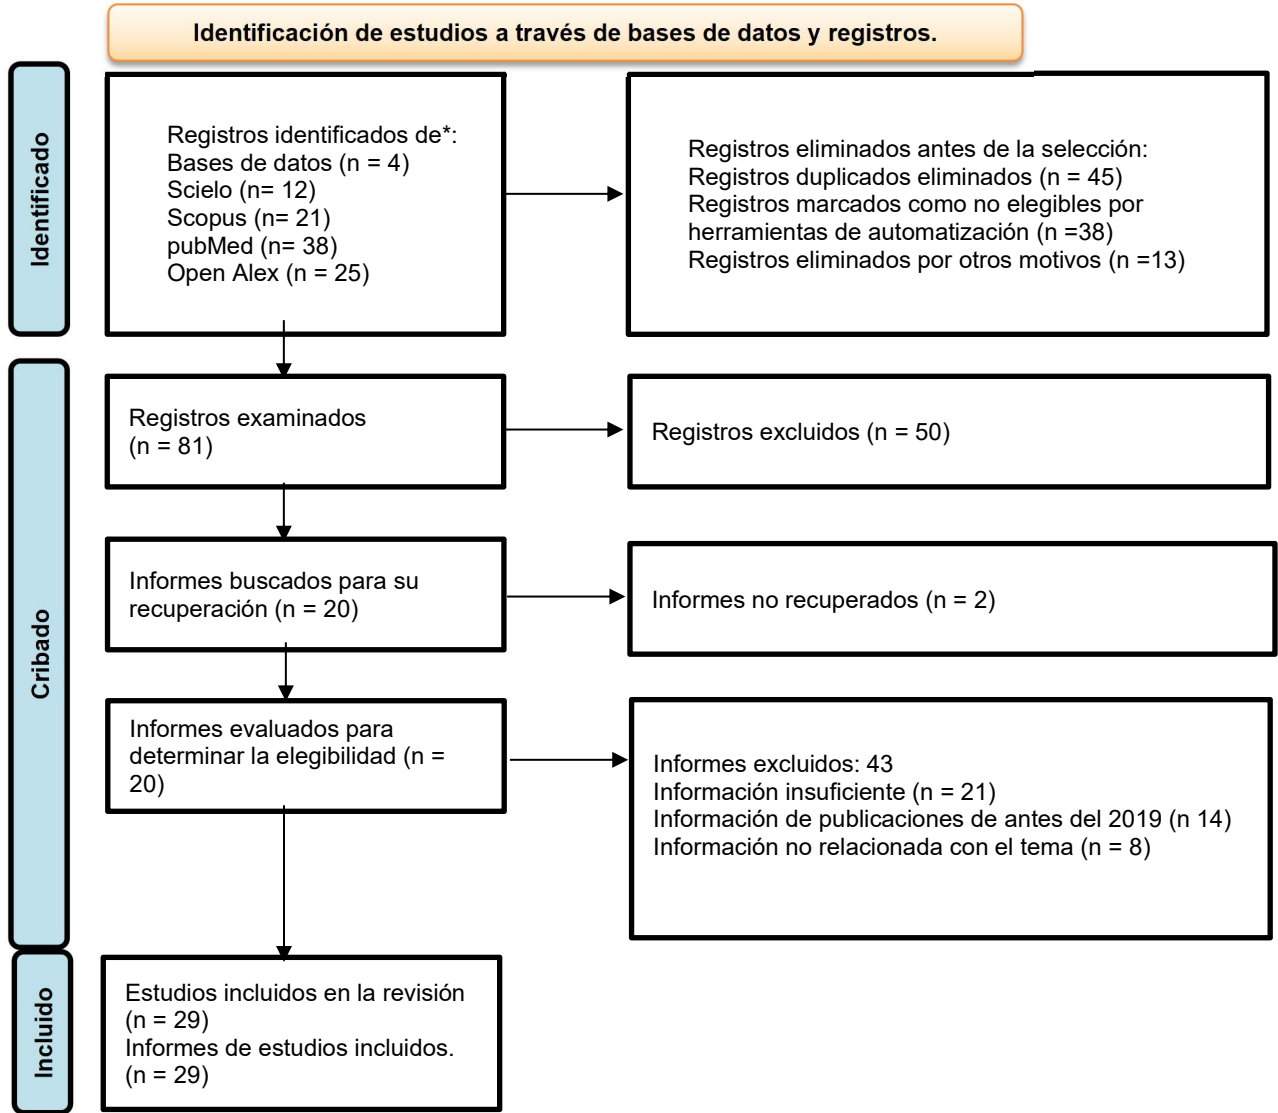 Identificación de estudios a través de bases de datos y registros.
Identificado
Registros identificados de*:
Bases de datos (n = 4)
Scielo (n= 12)
Scopus (n= 21)
pubMed (n= 38)
Open Alex (n = 25)
Registros eliminados antes de la selección:
Registros duplicados eliminados (n = 45)
Registros marcados como no elegibles por
herramientas de automatización (n =38)
Registros eliminados por otros motivos (n =13)
Cribado
Registros examinados
(n = 81)
Registros excluidos (n = 50)
Informes buscados para su
recuperación (n = 20)
Informes no recuperados (n = 2)
Informes evaluados para
determinar la elegibilidad (n =
20)
Informes excluidos: 43
Información insuficiente (n = 21)
Información de publicaciones de antes del 2019 (n 14)
Información no relacionada con el tema (n = 8)
Incluido
Estudios incluidos en la revisión
(n = 29)
Informes de estudios incluidos.
(n = 29)